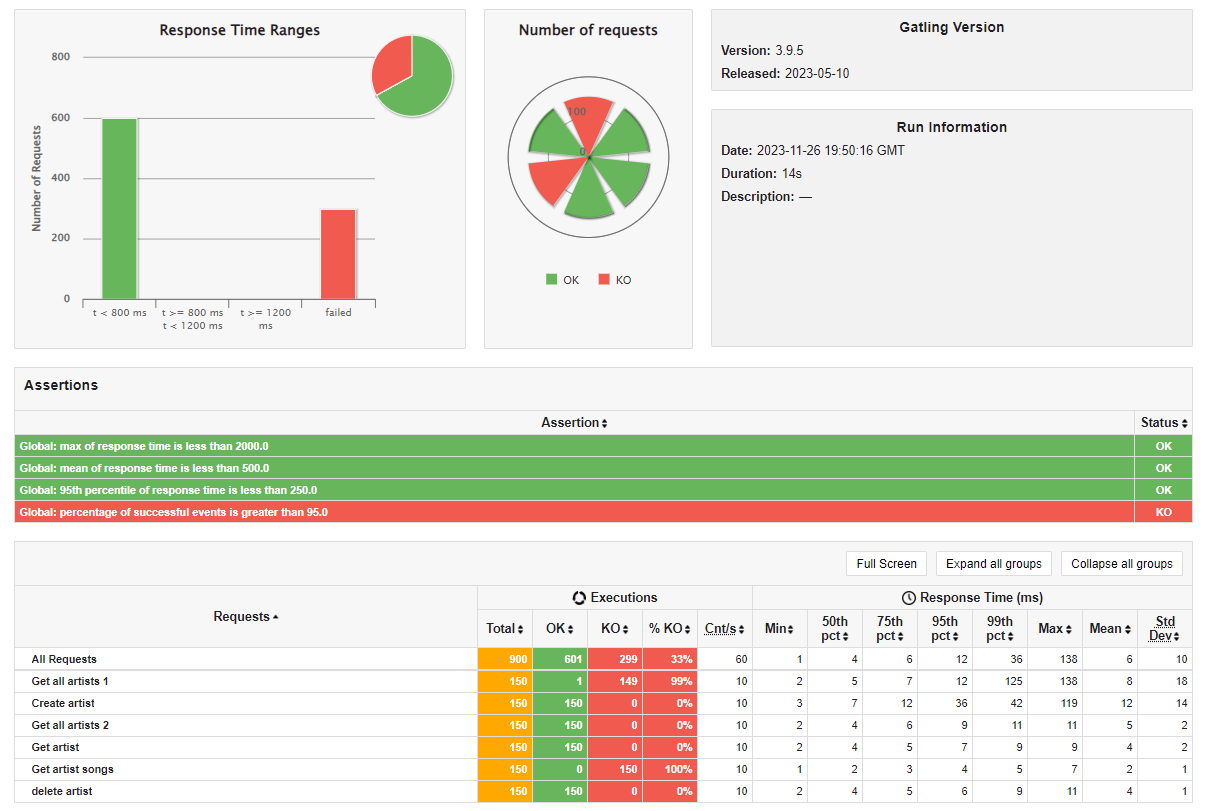 Response Time Ranges
Number of Requests
800
600
400
200
0
t < 800 ms
t >= 800 ms
t < 1200 ms
t >= 1200
ms
failed
Number of requests
100
0
OK KO
Gatling Version
Version: 3.9.5
Released: 2023-05-10
Run Information
Date: 2023-11-26 19:50:16 GMT
Duration: 14s
Description: —
Assertions
Assertion Status
Global: max of response time is less than 2000.0 OK
Global: mean of response time is less than 500.0 OK
Global: 95th percentile of response time is less than 250.0 OK
Global: percentage of successful events is greater than 95.0 KO
Full Screen Expand all groups Collapse all groups
Requests Executions Response Time (ms)
Total OK KO % KO Cnt/s Min 50th pct 75th pct 95th pct 99th pct Max Mean Std Dev
All Requests 900 601 299 33% 60 1 4 6 12 36 138 6 10
Get all artists 1 150 1 149 99% 10 2 5 7 12 125 138 8 18
Create artist 150 150 0 0% 10 3 7 12 36 42 119 12 14
Get all artists 2 150 150 0 0% 10 2 4 6 9 11 11 5 2
Get artist 150 150 0 0% 10 2 4 5 7 9 9 4 2
Get artist songs 150 0 150 100% 10 1 2 3 4 5 7 2 1
delete artist 150 150 0 0% 10 2 4 5 6 9 11 4 1